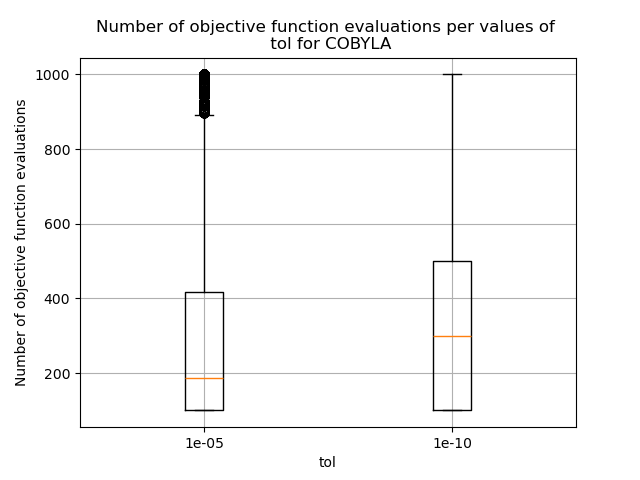 Number of objective function evaluations per values of
tol for COBYLA
Number of objective function evaluations
1000
800
600
400
200
1e-05
1e-10
tol